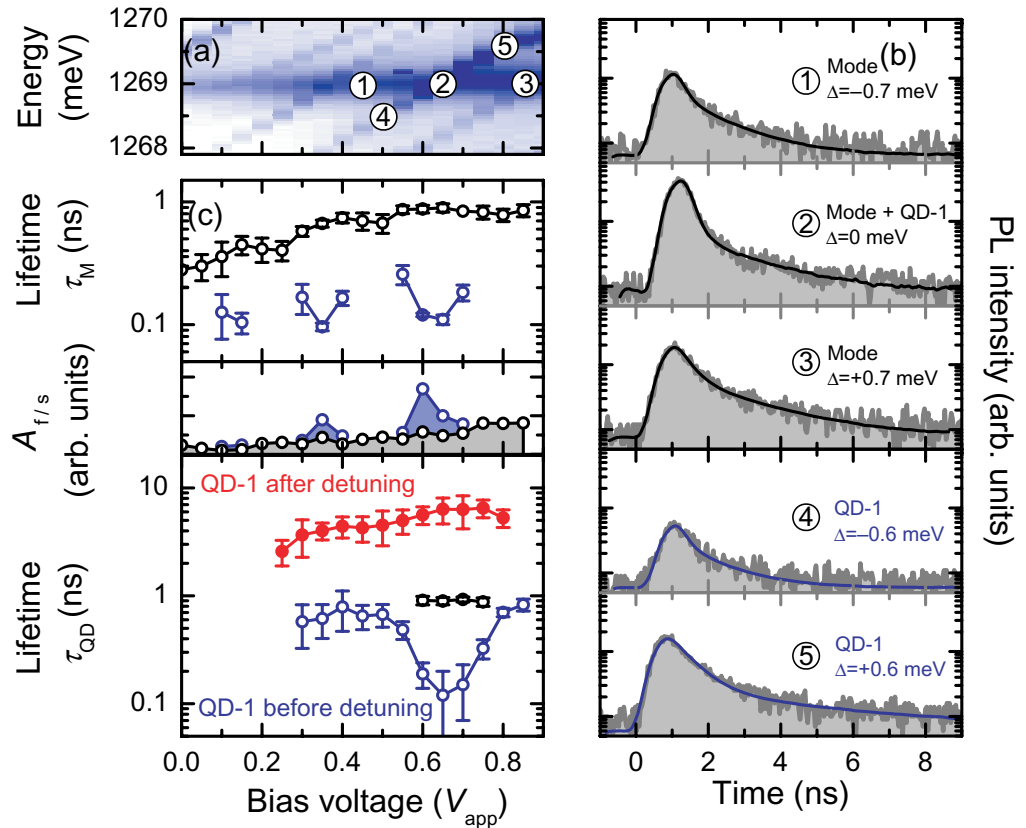 1270
1269
1268
Energy
(meV)
(a)
1
2
3
4
5
1
0.1
Lifetime
τM (ns)
(c)
A f / s
(arb. units)
10
1
0.1
Lifetime
τQD (ns)
QD-1 after detuning
QD-1 before detuning
0.0 0.2 0.4 0.6 0.8
Bias voltage (Vapp)
(b)
1 Mode
Δ=–0.7 meV
2 Mode + QD-1
Δ=0 meV
3 Mode
Δ=+0.7 meV
4 QD-1
Δ=–0.6 meV
5 QD-1
Δ=+0.6 meV
0 2 4 6 8
Time (ns)
PL intensity (arb. units)